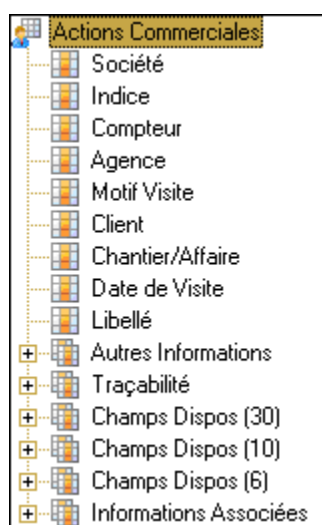 Actions Commerciales
Société
Indice
Compteur
Agence
Motif Visite
Client
Chantier/Affaire
Date de Visite
Libellé
Autres Informations
Traçabilité
Champs Dispos (30)
Champs Dispos (10)
Champs Dispos (6)
Informations Associées